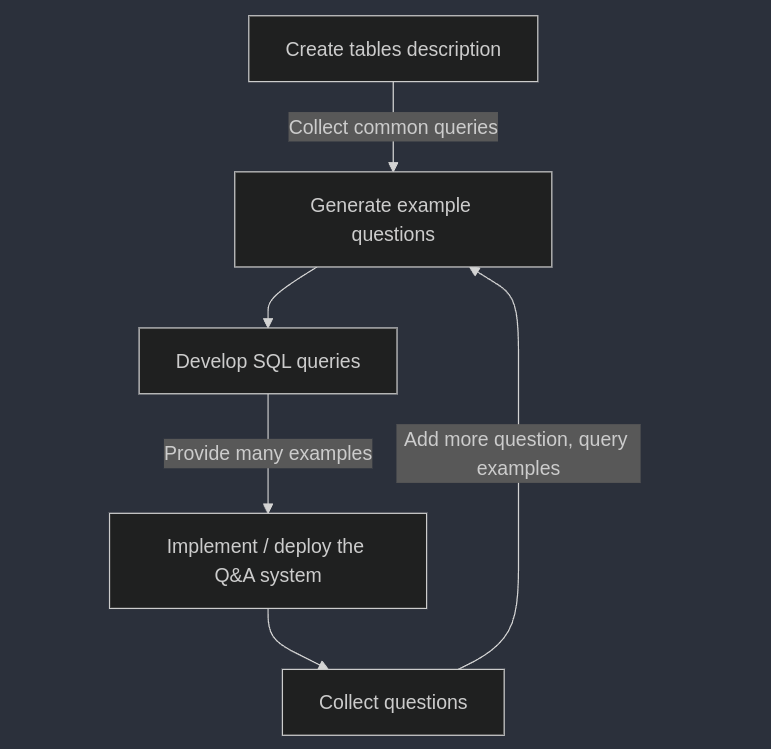 Create tables description
Collect common queries
Generate example
questions
Develop SQL queries
Add more question, query
examples
Provide many examples
Implement / deploy the
Q&A system
Collect questions